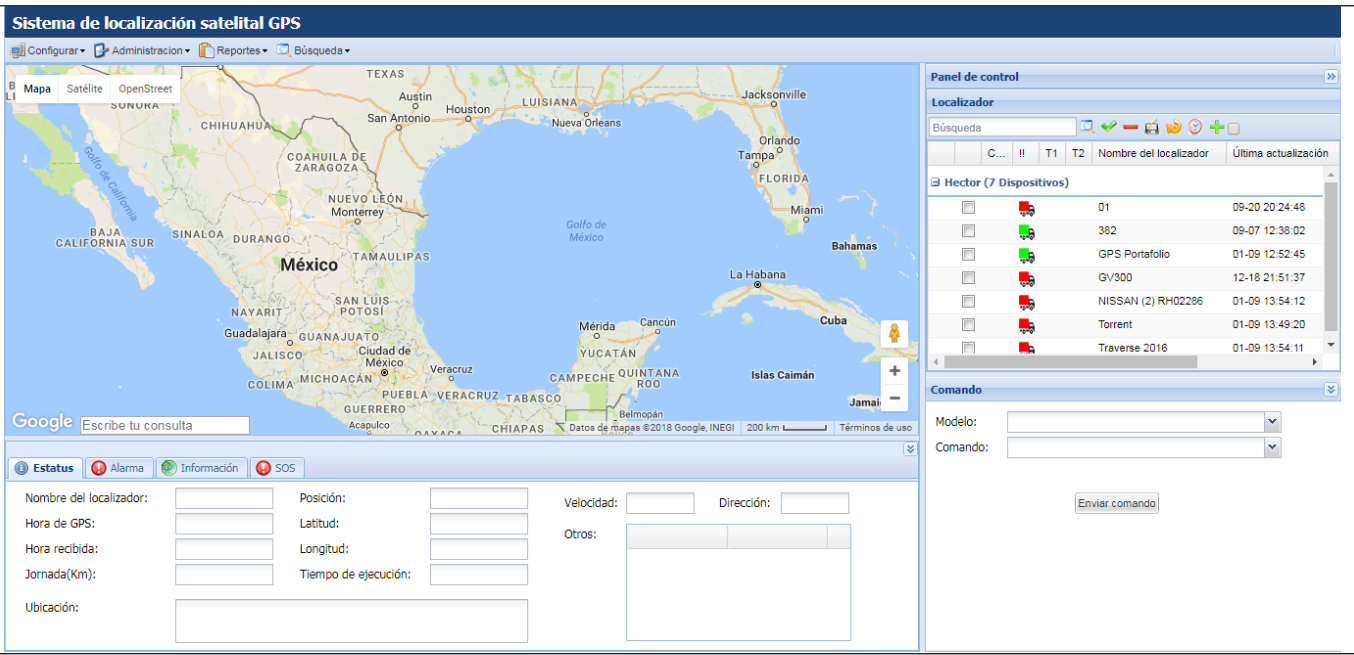 Sistema de localización satelital GPS
Configurar Administracion Reportes Búsqueda
Mapa Satélite OpenStreet
TEXAS
Austin
Houston
San Antonio
LUISIANA
Nueva Orleans
Jacksonville
SONORA
CHIHUAHUA
Orlando
Tampa
FLORIDA
COAHUILA DE
ZARAGOZA
Golfo de California
NUEVO LEÓN
Monterrey
Miami
Golfo de
México
BAJA
CALIFORNIA SUR
SINALOA
DURANGO
TAMAULIPAS
Bahamas
México
La Habana
SAN LUIS
POTOSÍ
NAYARIT
Guadalajara
GUANAJUATO
Mérida
Cancún
Cuba
JALISCO
Ciudad de
México
YUCATÁN
Veracruz
COLIMA
MICHOACÁN
CAMPECHE
QUINTANA
ROO
Islas Caimán
PUEBLA
VERACRUZ
TABASCO
GUERRERO
Belmopán
Jamai
Google
Escribe tu consulta
Acapulco
OAXACA
CHIAPAS
Datos de mapas ©2018 Google, INEGI 200 km Términos de uso
Estatus Alarma Información SOS
Nombre del localizador: Posición: Velocidad: Dirección:
Hora de GPS: Latitud:
Otros:
Hora recibida: Longitud:
Jornada(Km): Tiempo de ejecución:
Ubicación:
Panel de control
Localizador
Búsqueda
C... !! T1 T2 Nombre del localizador Última actualización
Hector (7 Dispositivos)
01 09-20 20:24:48
382 09-07 12:38:02
GPS Portafolio 01-09 12:52:45
GV300 12-18 21:51:37
NISSAN (2) RH02286 01-09 13:54:12
Torrent 01-09 13:49:20
Traverse 2016 01-09 13:54:11
Comando
Modelo:
Comando:
Enviar comando